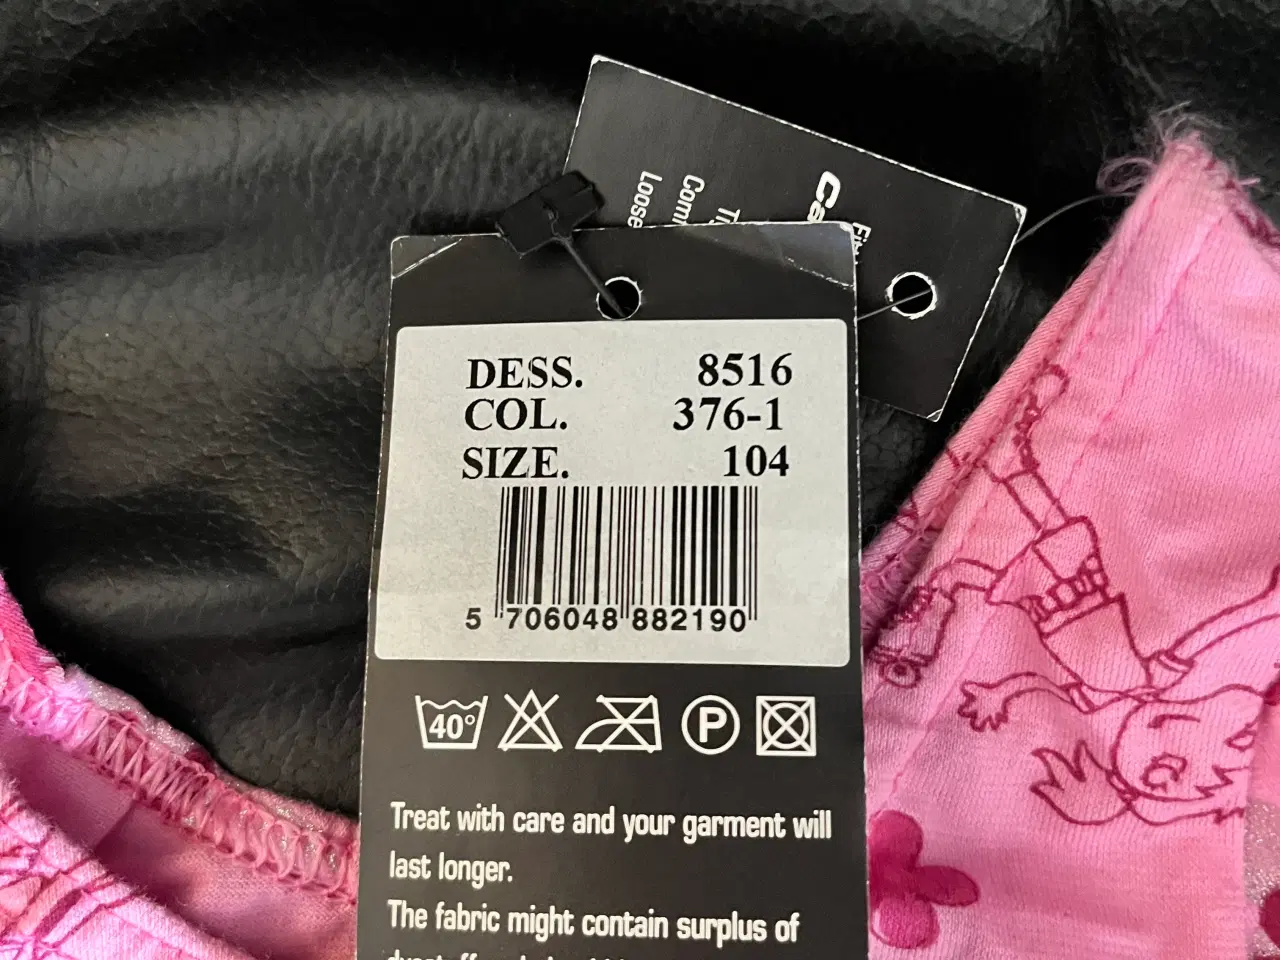 Loose
DESS. 8516
COL. 376-1
SIZE. 104
5 706048 882190
40°
P
Treat with care and your garment will
last longer.
The fabric might contain surplus of